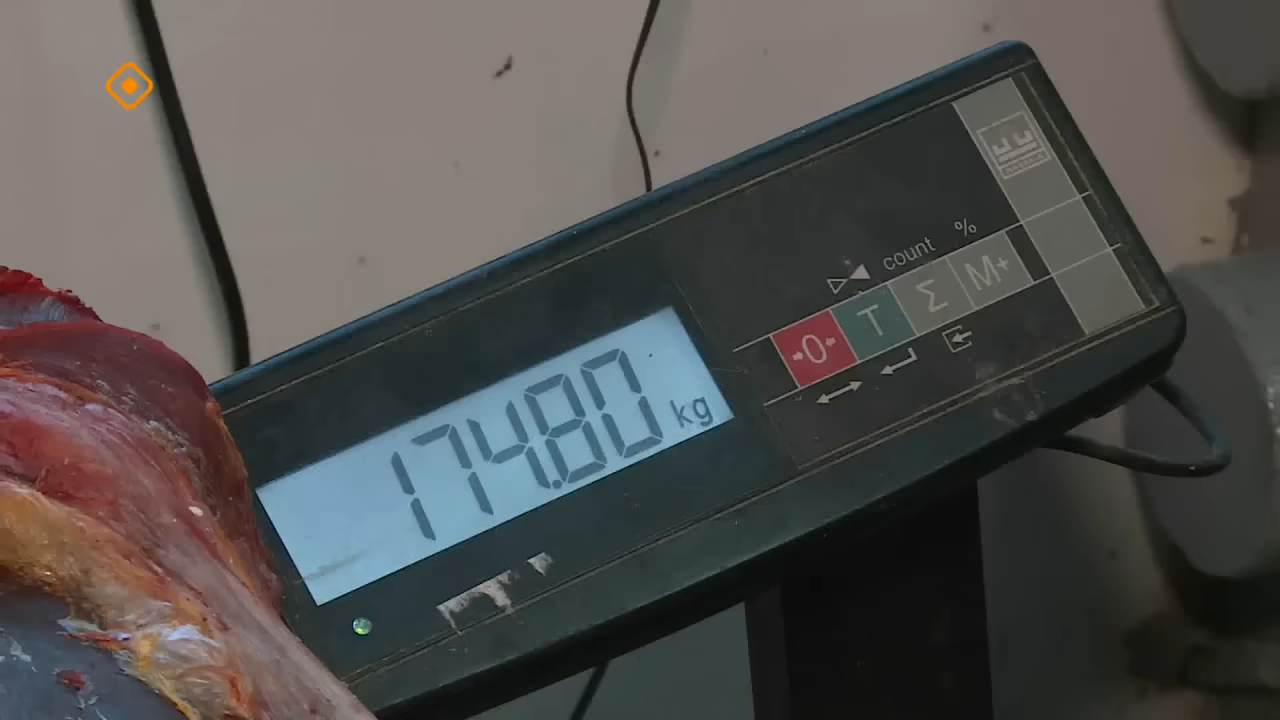 count %
→0← T Σ M+
174.80 kg